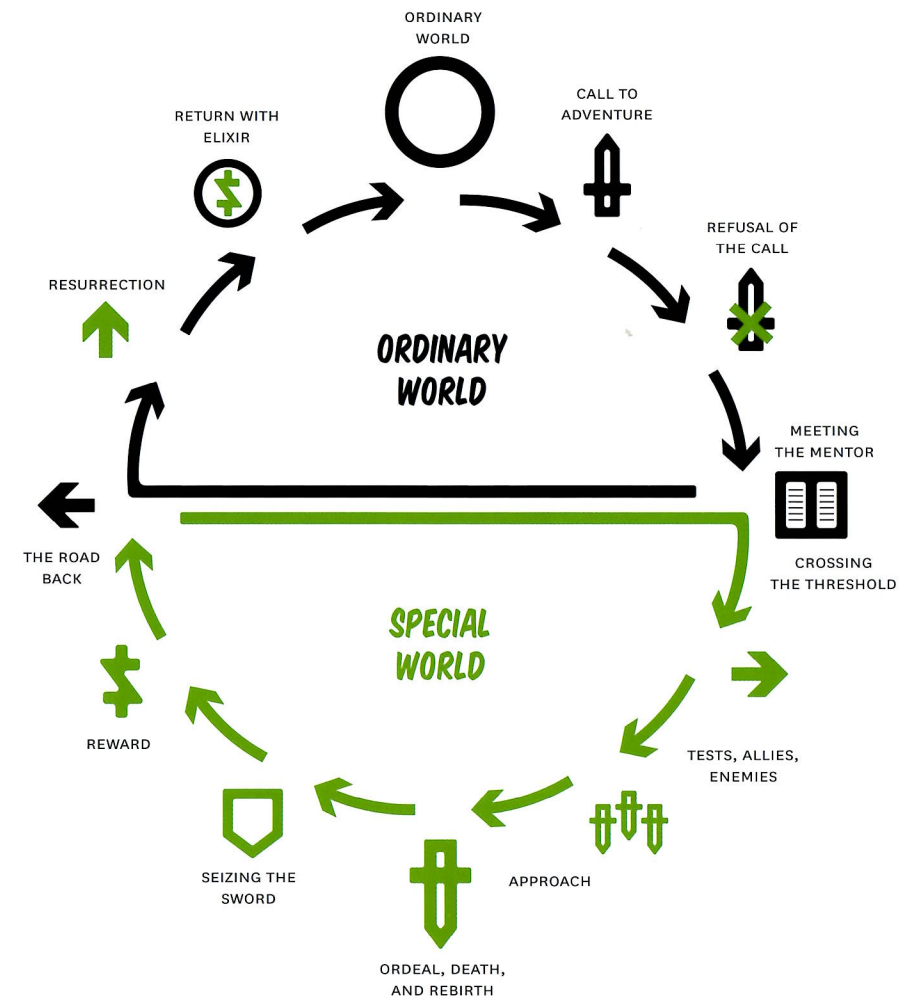 ORDINARY
WORLD
CALL TO
ADVENTURE
RETURN WITH
ELIXIR
REFUSAL OF
THE CALL
RESURRECTION
ORDINARY
WORLD
MEETING
THE MENTOR
THE ROAD
BACK
CROSSING
THE THRESHOLD
SPECIAL
WORLD
REWARD
TESTS, ALLIES,
ENEMIES
SEIZING THE
SWORD
APPROACH
ORDEAL, DEATH,
AND REBIRTH